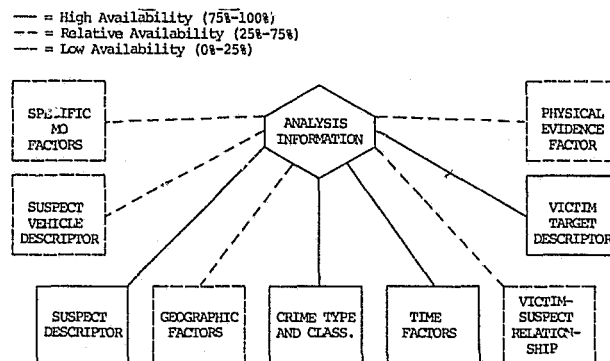 = High Availability (75%-100%)
= Relative Availability (25%-75%)
= Low Availability (0%-25%)
SPECIFIC
MO
FACTORS
ANALYSIS
INFORMATION
PHYSICAL
EVIDENCE
FACTOR
SUSPECT
VEHICLE
DESCRIPTOR
VICTIM
TARGET
DESCRIPTOR
SUSPECT
DESCRIPTOR
GEOGRAPHIC
FACTORS
CRIME TYPE
AND CLASS.
TIME
FACTORS
VICTIM-
SUSPECT
RELATION-
SHIP